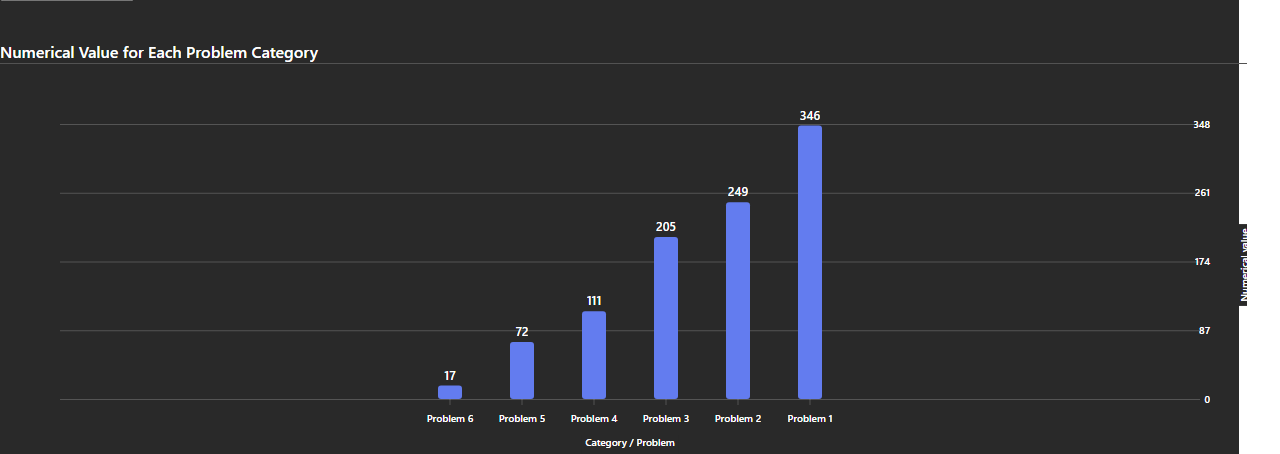 Numerical Value for Each Problem Category
346
348
249
261
205
174
Numerical value
111
87
72
17
0
Problem 6 Problem 5 Problem 4 Problem 3 Problem 2 Problem 1
Category / Problem